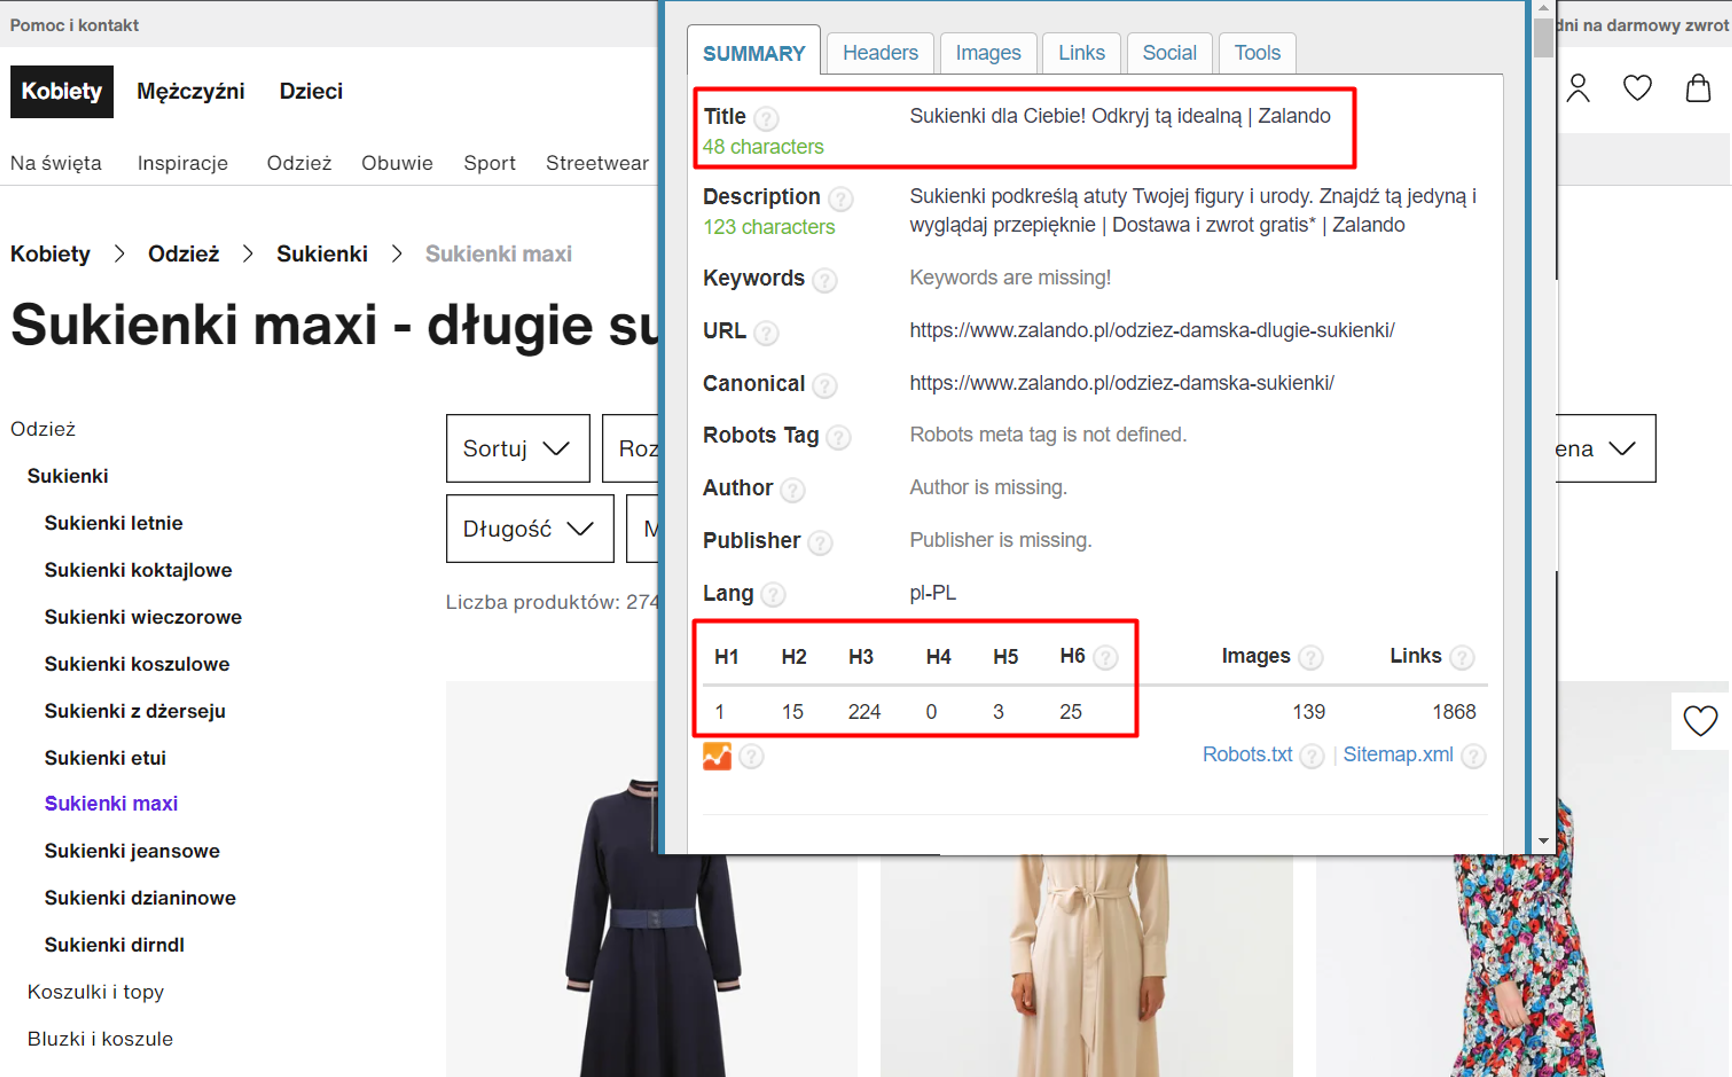 Pomoc i kontakt
dni na darmowy zwrot
Kobiety Mężczyźni Dzieci
Na święta Inspiracje Odzież Obuwie Sport Streetwear
Kobiety > Odzież > Sukienki > Sukienki maxi
Sukienki maxi - długie su
Odzież
Sukienki
Sukienki letnie
Sukienki koktajlowe
Sukienki wieczorowe
Sukienki koszulowe
Sukienki z dżerseju
Sukienki etui
Sukienki maxi
Sukienki jeansowe
Sukienki dzianinowe
Sukienki dirndl
Koszulki i topy
Bluzki i koszule
Sortuj Roz
ena
Długość M
Liczba produktów: 274
SUMMARY Headers Images Links Social Tools
Title ? Sukienki dla Ciebie! Odkryj tą idealną | Zalando
48 characters
Description ? Sukienki podkreślą atuty Twojej figury i urody. Znajdź tą jedyną i
123 characters wyglądaj przepięknie | Dostawa i zwrot gratis* | Zalando
Keywords ? Keywords are missing!
URL ? https://www.zalando.pl/odziez-damska-dlugie-sukienki/
Canonical ? https://www.zalando.pl/odziez-damska-sukienki/
Robots Tag ? Robots meta tag is not defined.
Author ? Author is missing.
Publisher ? Publisher is missing.
Lang ? pl-PL
H1 H2 H3 H4 H5 H6 ? Images ? Links ?
1 15 224 0 3 25 139 1868
? Robots.txt ? | Sitemap.xml ?